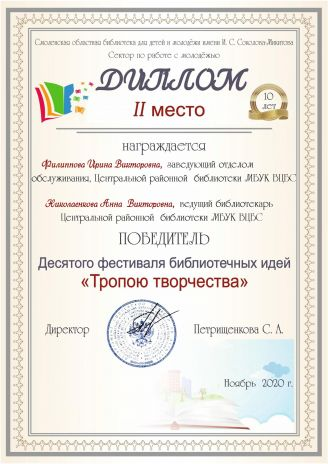 Смоленская областная библиотека для детей и молодёжи имени И. С. Соколова-Микитова
Сектор по работе с молодёжью
ДИПЛОМ
II место
10
лет
награждается
Филиппова Ирина Викторовна, заведующий отделом
обслуживания, Центральной районной библиотеки МБУК ВЦБС
Николаенгова Анна Викторовна, ведущий библиотекарь
Центральной районной библиотеки МБУК ВЦБС
ПОБЕДИТЕЛЬ
Десятого фестиваля библиотечных идей
«Тропою творчества»
Директор Петрищенкова С. А.
Ноябрь 2020 г.